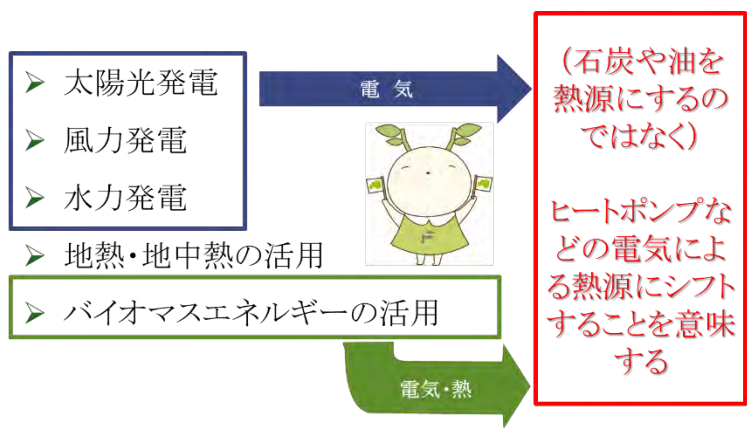 ➢ 太陽光発電
➢ 風力発電
➢ 水力発電
➢ 地熱・地中熱の活用
➢ バイオマスエネルギーの活用
電 気
電気・熱
(石炭や油を
熱源にするの
ではなく)
ヒートポンプな
どの電気によ
る熱源にシフト
することを意味
する